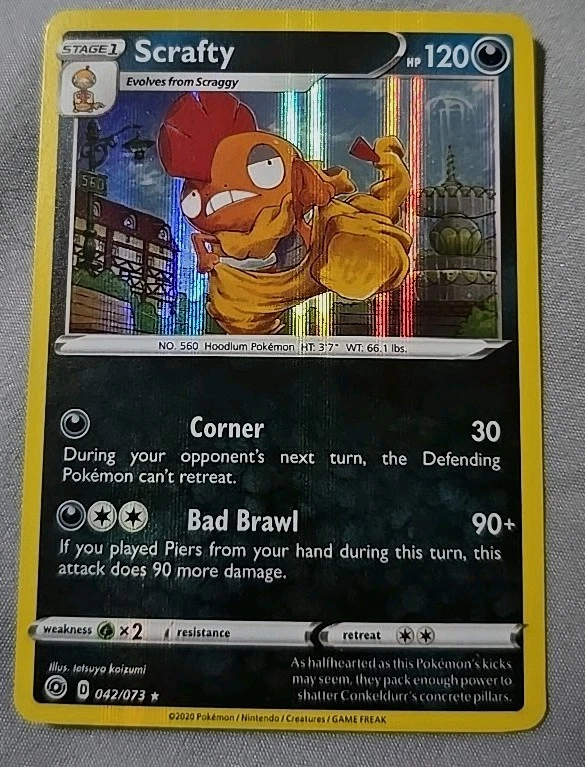 STAGE 1
Scrafty
HP 120
Evolves from Scraggy
560
NO. 560 Hoodlum Pokémon HT: 3'7" WT: 66.1 lbs.
Corner 30
During your opponent's next turn, the Defending
Pokémon can't retreat.
Bad Brawl 90+
If you played Piers from your hand during this turn, this
attack does 90 more damage.
weakness ×2 resistance retreat
Illus. tetsuya koizumi
As halfhearted as this Pokémon's kicks
may seem, they pack enough power to
shatter Conkeldurr's concrete pillars.
D 042/073 ★
©2020 Pokémon / Nintendo / Creatures / GAME FREAK